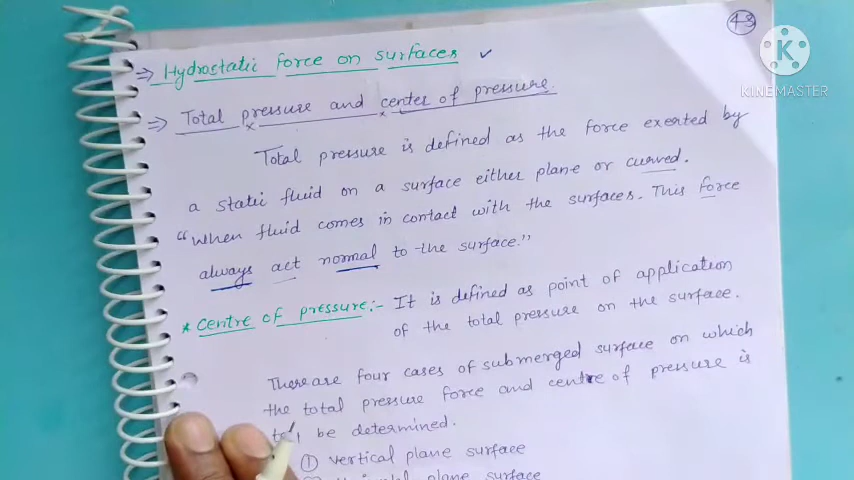 43
K
KINEMASTER
⇒ Hydrostatic force on surfaces ✓
⇒ Total pressure and center of pressure
Total pressure is defined as the force exerted by
a static fluid on a surface either plane or curved.
"When fluid comes in contact with the surfaces. This force
always act normal to the surface."
* Centre of pressure:- It is defined as point of application
of the total pressure on the surface.
There are four cases of submerged surface on which
the total pressure force and centre of pressure is
to be determined.
① vertical plane surface
plane surface